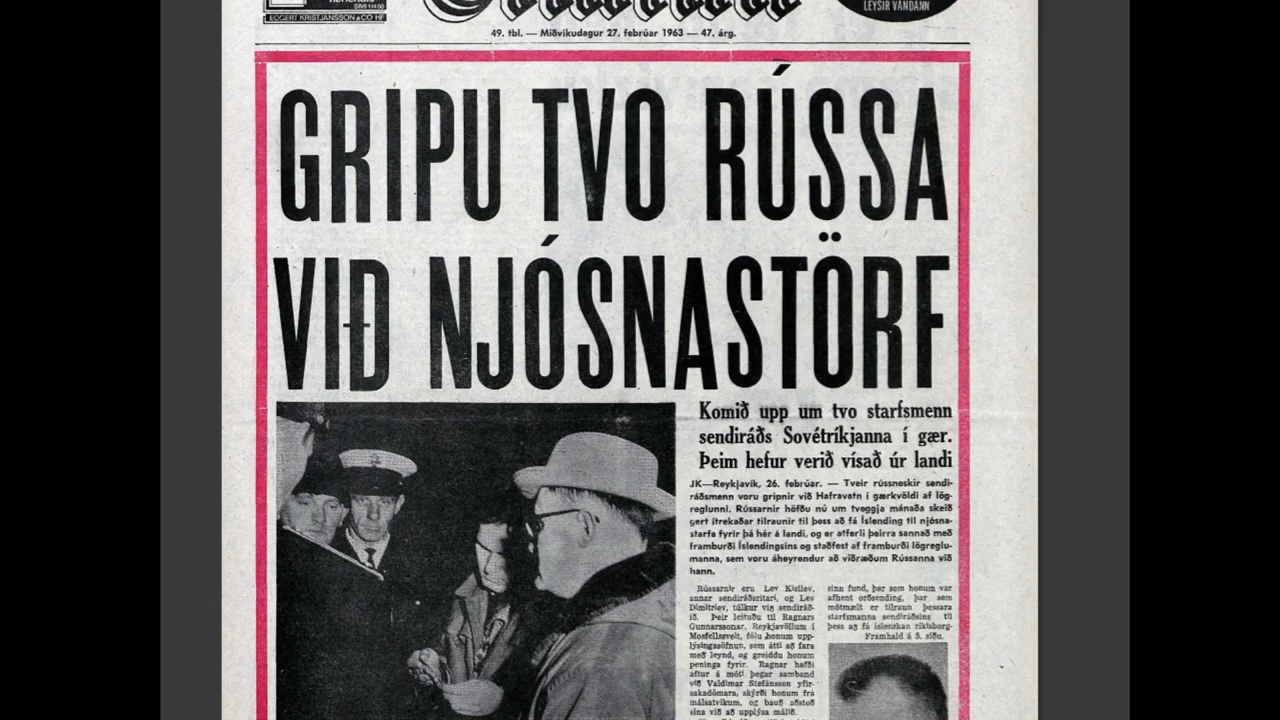 SÍMI 11400
EGGERT KRISTJÁNSSON & CO HF
LEYSIR VANDANN
49. tbl. — Miðvikudagur 27. febrúar 1963 — 47. árg.
GRIPU TVO RÚSSA
VIÐ NJÓSNASTÖRF
Komið upp um tvo starfsmenn
sendiráðs Sovétríkjanna í gær.
Þeim hefur verið vísað úr landi
JK—Reykjavík, 26. febrúar. — Tveir rússneskir sendi-
ráðsmenn voru gripnir við Hafravatn í gærkvöldi af lög-
reglunni. Rússarnir höfðu nú um tveggja mánaða skeið
gert ítrekaðar tilraunir til þess að fá Íslending til njósna-
starfa fyrir þá hér á landi, og er atferli þeirra sannað með
framburði Íslendingsins og staðfest af framburði lögreglu-
manna, sem voru áheyrendur að viðræðum Rússanna við
hann.
Rússarnir eru Lev Kisilev,
annar sendiráðsritari, og Lev
Dimitriev, túlkur við sendiráð-
ið. Þeir leituðu til Ragnars
Gunnarssonar, Reykjavöllum í
Mosfellssveit, fólu honum upp-
lýsingasöfnun, sem átti að fara
með leynd, og greiddu honum
peninga fyrir. Ragnar hafði
aftur á móti þegar samband
við Valdimar Stefánsson yfir-
sakadómara, skýrði honum frá
málsatvikum, og bauð aðstoð
sína við að upplýsa málið.
sinn fund, þar sem honum var
afhent orðsending, þar sem
mótmælt er tilraun þessara
starfsmanna sendiráðsins til
þess að fá íslenzkan ríkisborg-
Framhald á 5. síðu.